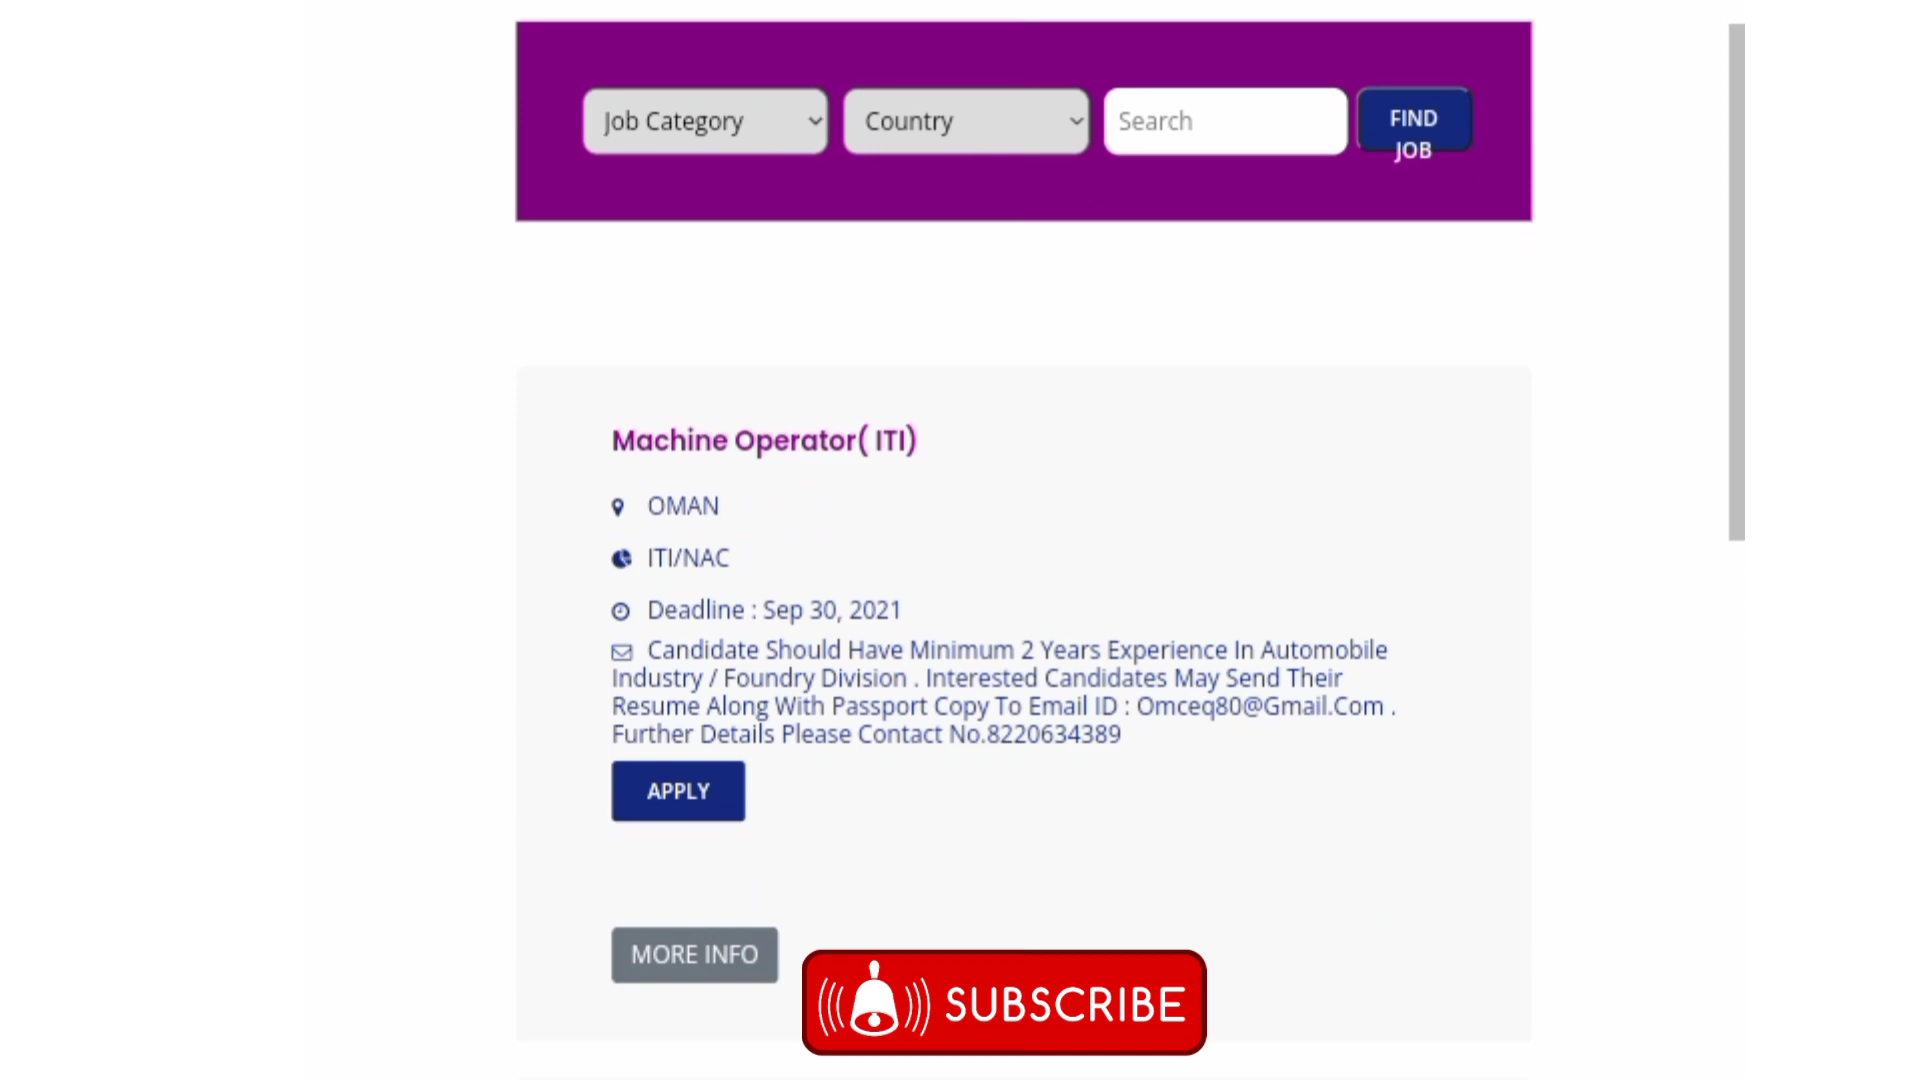 Job Category
Country
Search
FIND
JOB
Machine Operator( ITI)
OMAN
ITI/NAC
Deadline : Sep 30, 2021
Candidate Should Have Minimum 2 Years Experience In Automobile
Industry / Foundry Division . Interested Candidates May Send Their
Resume Along With Passport Copy To Email ID : Omceq80@Gmail.Com .
Further Details Please Contact No.8220634389
APPLY
MORE INFO
SUBSCRIBE